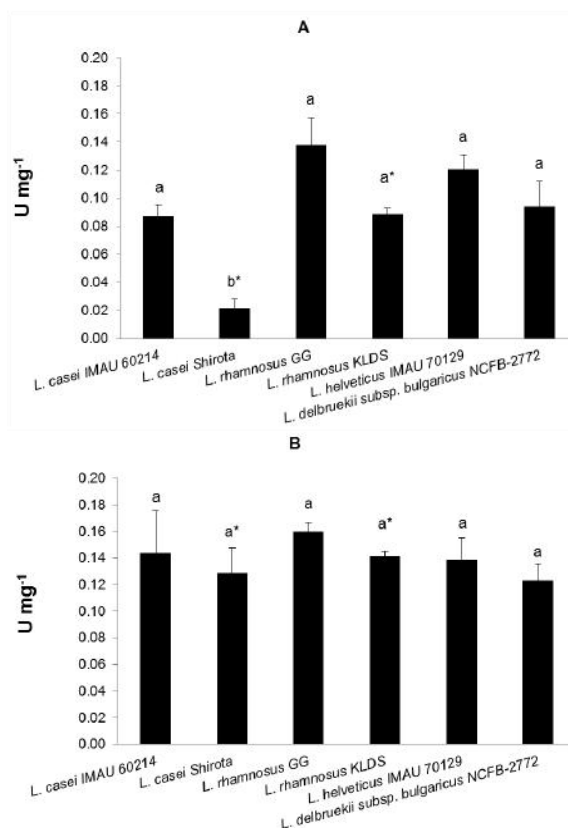 A
0.20
0.18
0.16
0.14
0.12
0.10
0.08
0.06
0.04
0.02
0.00
U mg-1
a
b*
a
a*
a
a
L. casei IMAU 60214
L. casei Shirota
L. rhamnosus GG
L. rhamnosus KLDS
L. helveticus IMAU 70129
L. delbruekii subsp. bulgaricus NCFB-2772
B
0.20
0.18
0.16
0.14
0.12
0.10
0.08
0.06
0.04
0.02
0.00
U mg-1
a
a*
a
a*
a
a
L. casei IMAU 60214
L. casei Shirota
L. rhamnosus GG
L. rhamnosus KLDS
L. helveticus IMAU 70129
L. delbruekii subsp. bulgaricus NCFB-2772